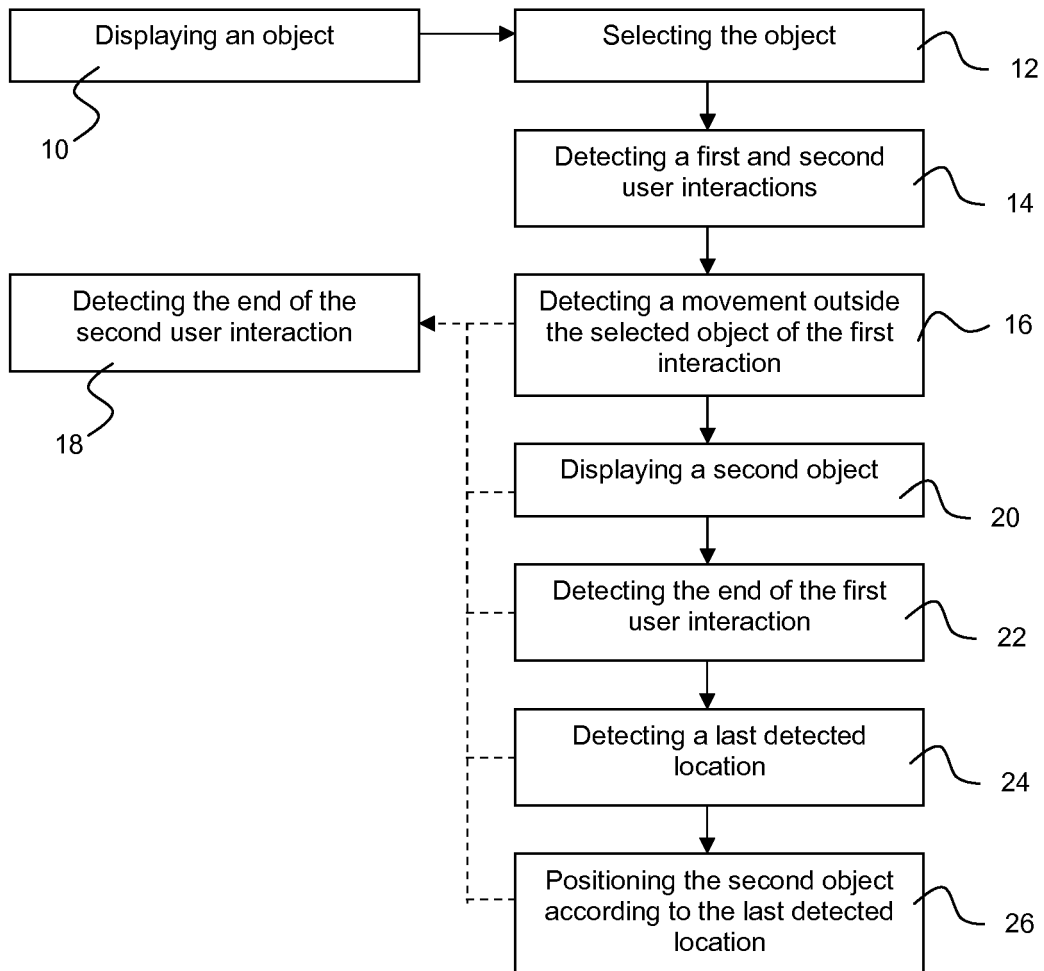 Displaying an object
10
Selecting the object
12
Detecting a first and second
user interactions
14
Detecting the end of the
second user interaction
18
Detecting a movement outside
the selected object of the first
interaction
16
Displaying a second object
20
Detecting the end of the first
user interaction
22
Detecting a last detected
location
24
Positioning the second object
according to the last detected
location
26